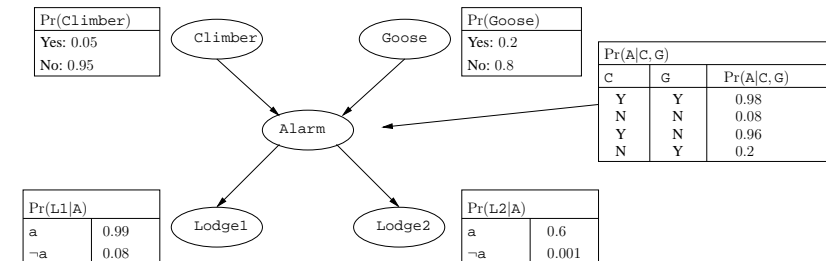 Pr(Climber)
Yes: 0.05
No: 0.95
Climber
Goose
Pr(Goose)
Yes: 0.2
No: 0.8
Pr(A|C,G)
C G Pr(A|C,G)
Y Y 0.98
N N 0.08
Y N 0.96
N Y 0.2
Alarm
Pr(L1|A)
a 0.99
¬a 0.08
Lodge1
Lodge2
Pr(L2|A)
a 0.6
¬a 0.001